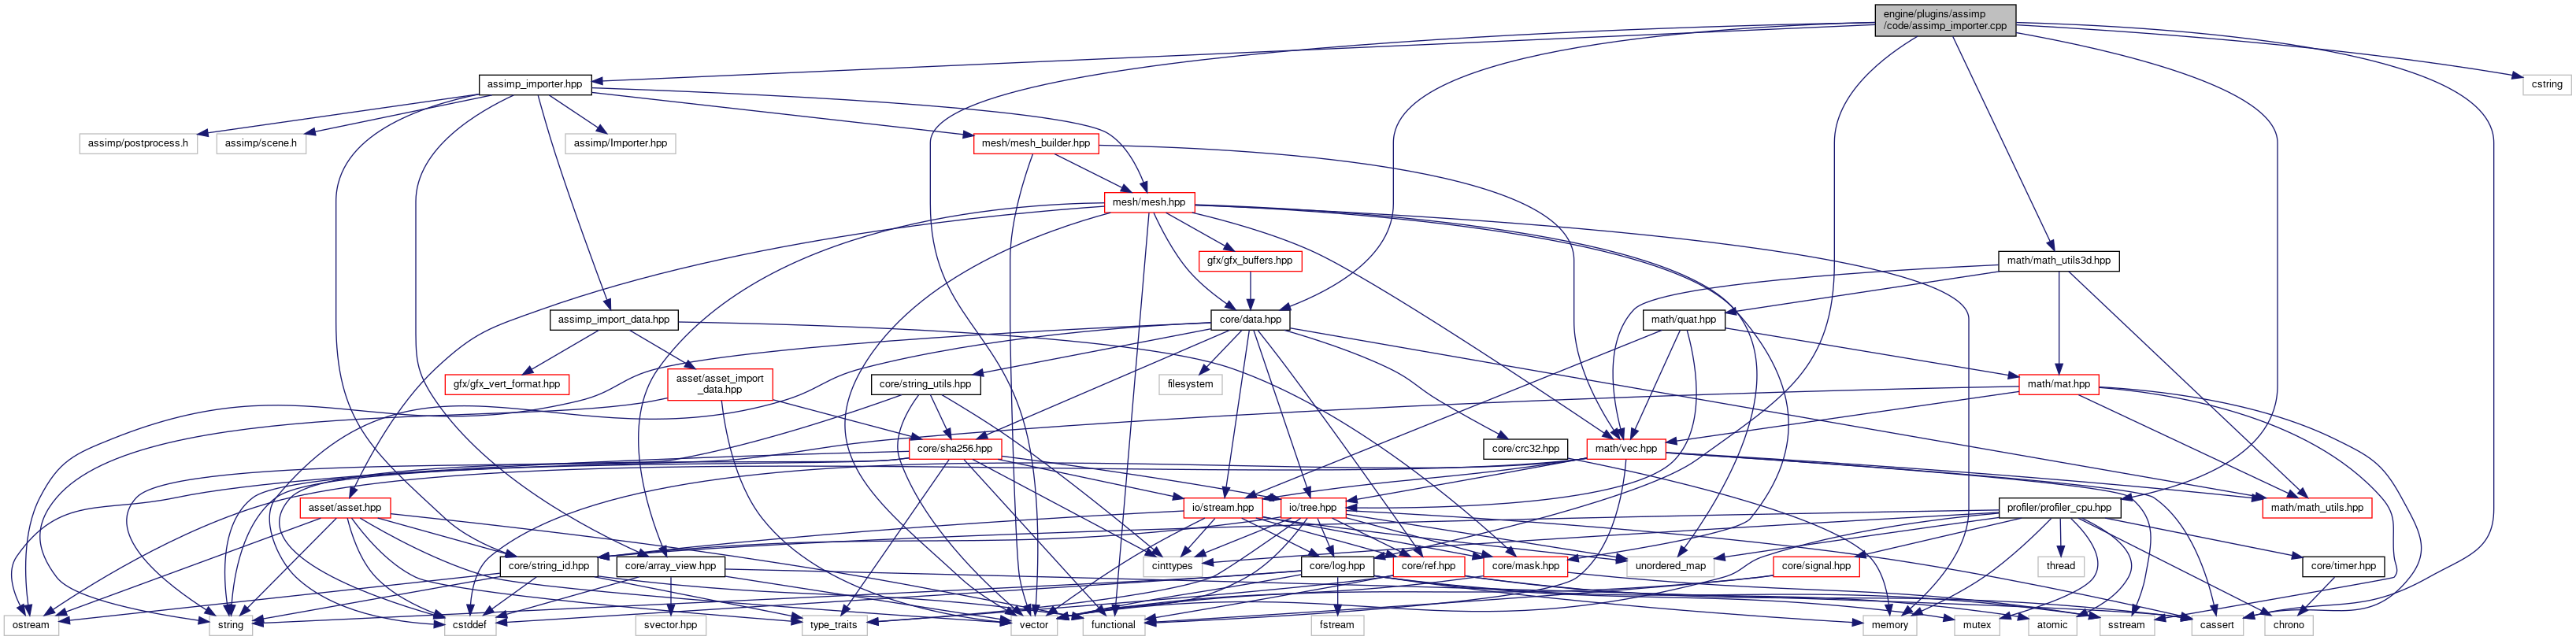 engine/plugins/assimp
/code/assimp_importer.cpp
assimp_importer.hpp
cstring
assimp/postprocess.h
assimp/scene.h
assimp/Importer.hpp
mesh/mesh_builder.hpp
mesh/mesh.hpp
gfx/gfx_buffers.hpp
math/math_utils3d.hpp
assimp_import_data.hpp
core/data.hpp
math/quat.hpp
gfx/gfx_vert_format.hpp
asset/asset_import
_data.hpp
core/string_utils.hpp
filesystem
math/mat.hpp
core/sha256.hpp
core/crc32.hpp
math/vec.hpp
asset/asset.hpp
io/stream.hpp
io/tree.hpp
profiler/profiler_cpu.hpp
math/math_utils.hpp
core/string_id.hpp
core/array_view.hpp
cinttypes
core/log.hpp
core/ref.hpp
core/mask.hpp
unordered_map
core/signal.hpp
thread
core/timer.hpp
ostream
string
cstddef
svector.hpp
type_traits
vector
functional
fstream
memory
mutex
atomic
sstream
cassert
chrono